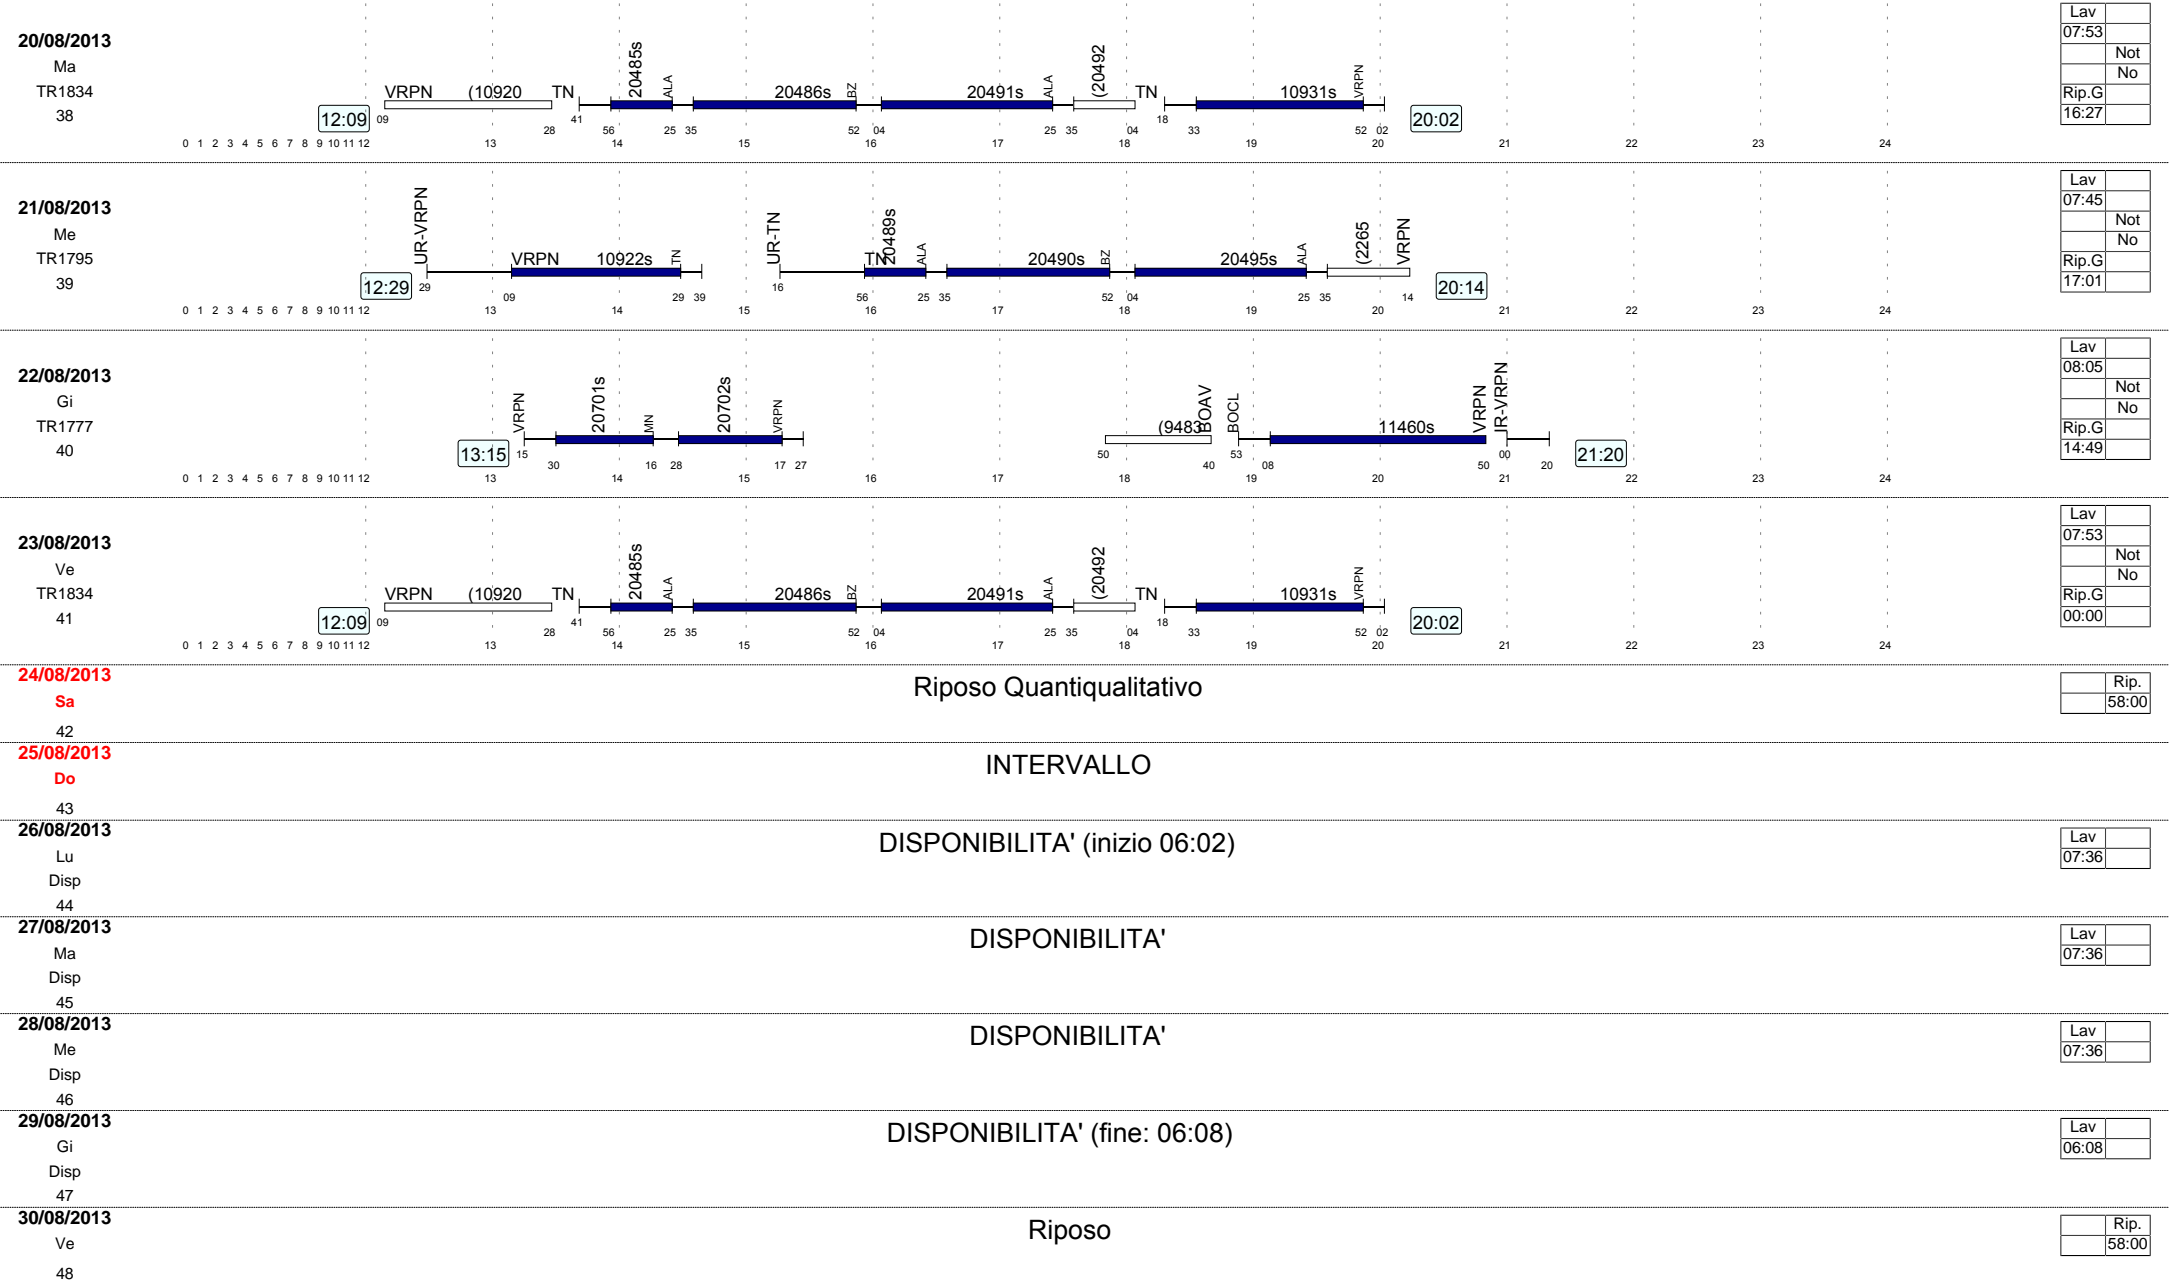 20/08/2013
Ma
TR1834
38
12:09
VRPN (10920 TN 20485s ALA 20486s BZ 20491s ALA (20492 TN 10931s VRPN
09 28 41 56 25 35 52 04 25 35 04 18 33 52 02
20:02
0 1 2 3 4 5 6 7 8 9 10 11 12 13 14 15 16 17 18 19 20 21 22 23 24
Lav
07:53
Not
No
Rip.G
16:27
21/08/2013
Me
TR1795
39
12:29
UR-VRPN VRPN 10922s TN UR-TN TN 20489s ALA 20490s BZ 20495s ALA (2265 VRPN
29 09 29 39 16 56 25 35 52 04 25 35 14
20:14
0 1 2 3 4 5 6 7 8 9 10 11 12 13 14 15 16 17 18 19 20 21 22 23 24
Lav
07:45
Not
No
Rip.G
17:01
22/08/2013
Gi
TR1777
40
13:15
VRPN 20701s MN 20702s VRPN (9483 BOAV BOCL 11460s VRPN IR-VRPN
15 30 16 28 17 27 50 40 53 08 50 00 20
21:20
0 1 2 3 4 5 6 7 8 9 10 11 12 13 14 15 16 17 18 19 20 21 22 23 24
Lav
08:05
Not
No
Rip.G
14:49
23/08/2013
Ve
TR1834
41
12:09
VRPN (10920 TN 20485s ALA 20486s BZ 20491s ALA (20492 TN 10931s VRPN
09 28 41 56 25 35 52 04 25 35 04 18 33 52 02
20:02
0 1 2 3 4 5 6 7 8 9 10 11 12 13 14 15 16 17 18 19 20 21 22 23 24
Lav
07:53
Not
No
Rip.G
00:00
24/08/2013
Sa
42
Riposo Quantiqualitativo
Rip.
58:00
25/08/2013
Do
43
INTERVALLO
26/08/2013
Lu
Disp
44
DISPONIBILITA' (inizio 06:02)
Lav
07:36
27/08/2013
Ma
Disp
45
DISPONIBILITA'
Lav
07:36
28/08/2013
Me
Disp
46
DISPONIBILITA'
Lav
07:36
29/08/2013
Gi
Disp
47
DISPONIBILITA' (fine: 06:08)
Lav
06:08
30/08/2013
Ve
48
Riposo
Rip.
58:00